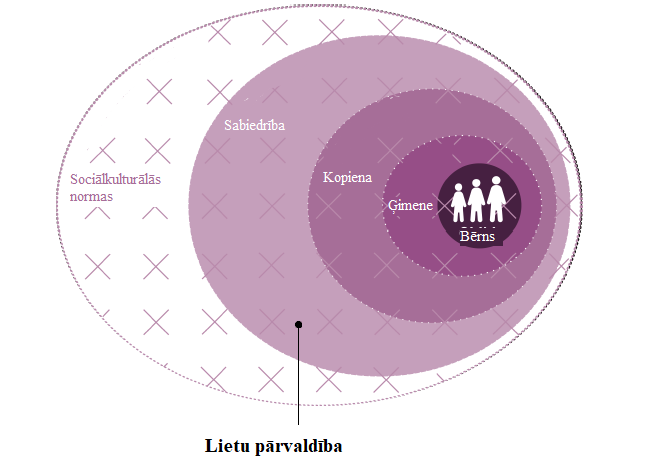 Sabiedrība
Kopiena
Sociālkulturālās
normas
Ģimene
Bērns
Lietu pārvaldība